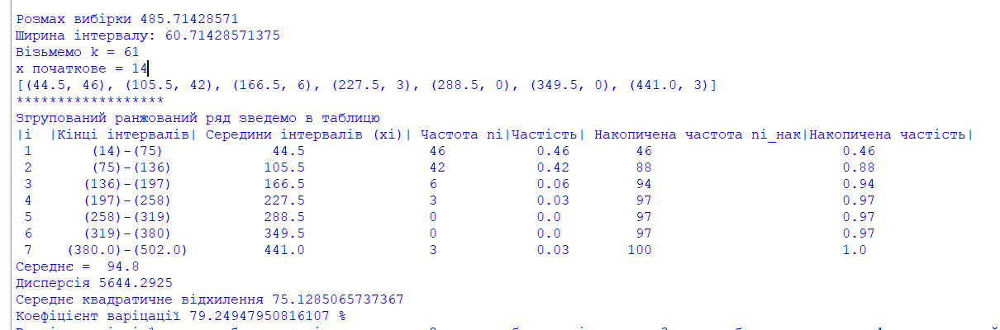 Розмах вибірки 485.71428571
Ширина інтервалу: 60.71428571375
Візьмемо k = 61
x початкове = 14
[(44.5, 46), (105.5, 42), (166.5, 6), (227.5, 3), (288.5, 0), (349.5, 0), (441.0, 3)]
******************
Згрупований ранжований ряд зведемо в таблицю
|i |Кінці інтервалів| Середини інтервалів (xi)| Частота ni|Частість| Накопичена частота ni_нак|Накопичена частість|
1 (14)-(75) 44.5 46 0.46 46 0.46
2 (75)-(136) 105.5 42 0.42 88 0.88
3 (136)-(197) 166.5 6 0.06 94 0.94
4 (197)-(258) 227.5 3 0.03 97 0.97
5 (258)-(319) 288.5 0 0.0 97 0.97
6 (319)-(380) 349.5 0 0.0 97 0.97
7 (380.0)-(502.0) 441.0 3 0.03 100 1.0
Середнє = 94.8
Дисперсія 5644.2925
Середнє квадратичне відхилення 75.1285065737367
Коефіцієнт варіцації 79.24947950816107 %